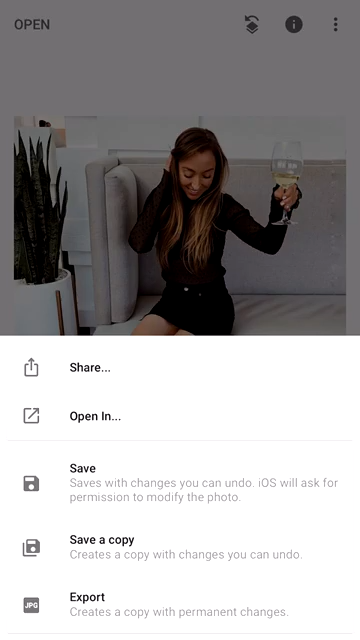 OPEN
Share...
Open In...
Save
Saves with changes you can undo. iOS will ask for
permission to modify the photo.
Save a copy
Creates a copy with changes you can undo.
JPG
Export
Creates a copy with permanent changes.